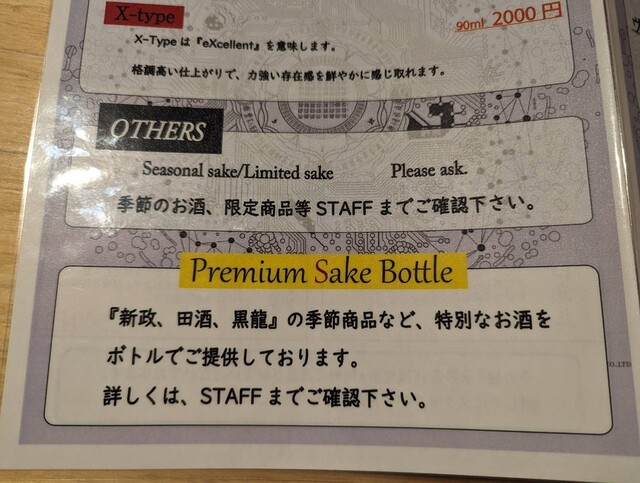 X-type
90ml 2000 円
X-Type は『eXcellent』を意味します。
格調高い仕上がりで、力強い存在感を鮮やかに感じ取れます。
OTHERS
Seasonal sake/Limited sake Please ask.
季節のお酒、限定商品等 STAFF までご確認下さい。
Premium Sake Bottle
『新政、田酒、黒龍』の季節商品など、特別なお酒を
ボトルでご提供しております。
詳しくは、STAFF までご確認下さい。